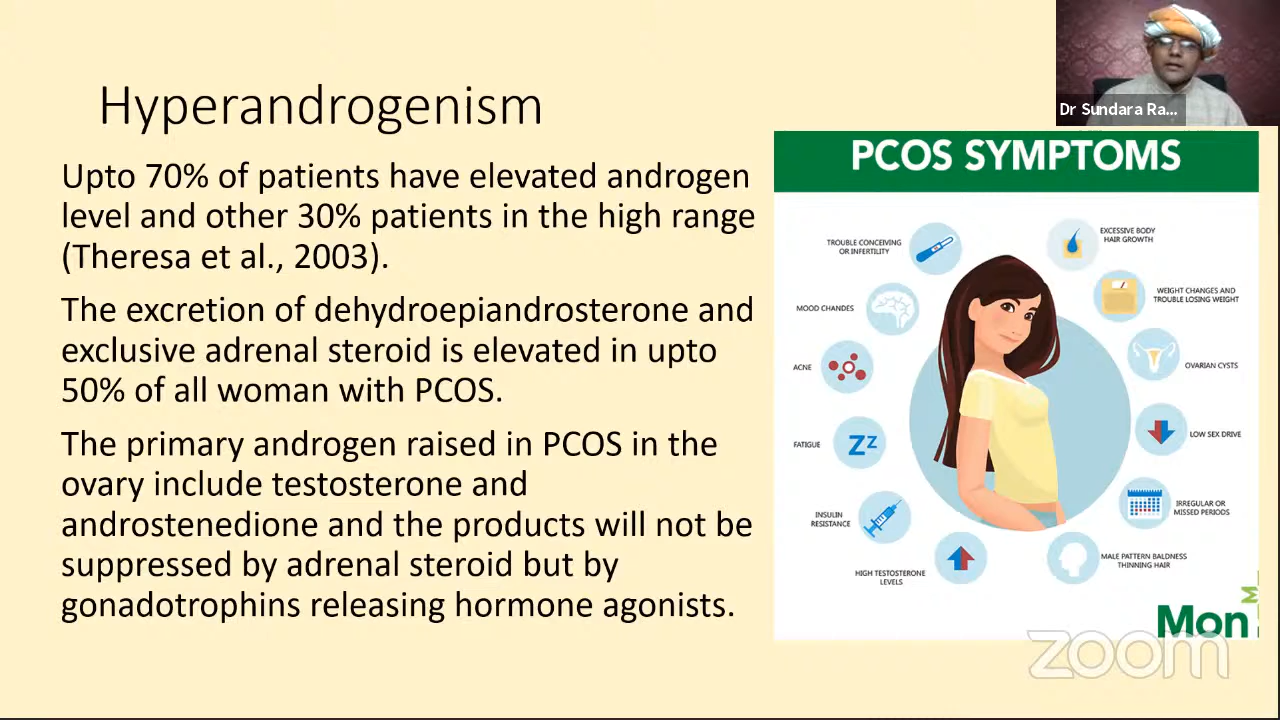 Dr Sundara Ra...
Hyperandrogenism
Upto 70% of patients have elevated androgen
level and other 30% patients in the high range
(Theresa et al., 2003).
The excretion of dehydroepiandrosterone and
exclusive adrenal steroid is elevated in upto
50% of all woman with PCOS.
The primary androgen raised in PCOS in the
ovary include testosterone and
androstenedione and the products will not be
suppressed by adrenal steroid but by
gonadotrophins releasing hormone agonists.
PCOS SYMPTOMS
TROUBLE CONCEIVING
OR INFERTILITY
MOOD CHANDES
ACNE
FATIGUE
Zz
INSULIN
RESISTANCE
HIGH TESTOSTERONE
LEVELS
EXCESSIVE BODY
HAIR GROWTH
WEIGHT CHANGES AND
TROUBLE LOSING WEIGHT
OVARIAN CYSTS
LOW SEX DRIVE
IRREGULAR OR
MISSED PERIODS
MALE PATTERN BALDNESS
THINNING HAIR
Mon
zoom